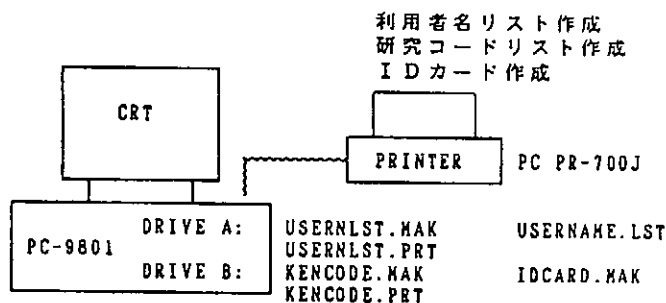 利用者名リスト作成
研究コードリスト作成
IDカード作成
CRT
PRINTER PC PR-700J
PC-9801
DRIVE A: USERNLST.MAK USERNAME.LST
USERNLST.PRT
DRIVE B: KENCODE.MAK IDCARD.MAK
KENCODE.PRT